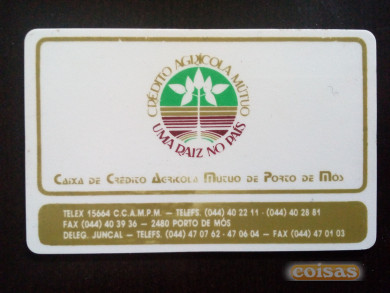 CRÉDITO AGRÍCOLA MÚTUO
UMA RAIZ NO PAÍS
CAIXA DE CRÉDITO AGRICOLA MUTUO DE PORTO DE MÓS
TELEX 15664 C.C.A.M.P.M. — TELEFS. (044) 40 22 11 - (044) 40 28 81
FAX (044) 40 39 36 — 2480 PORTO DE MÓS
DELEG. JUNCAL — TELEFS. (044) 47 07 62 - 47 06 04 — FAX (044) 47 01 03
coisas